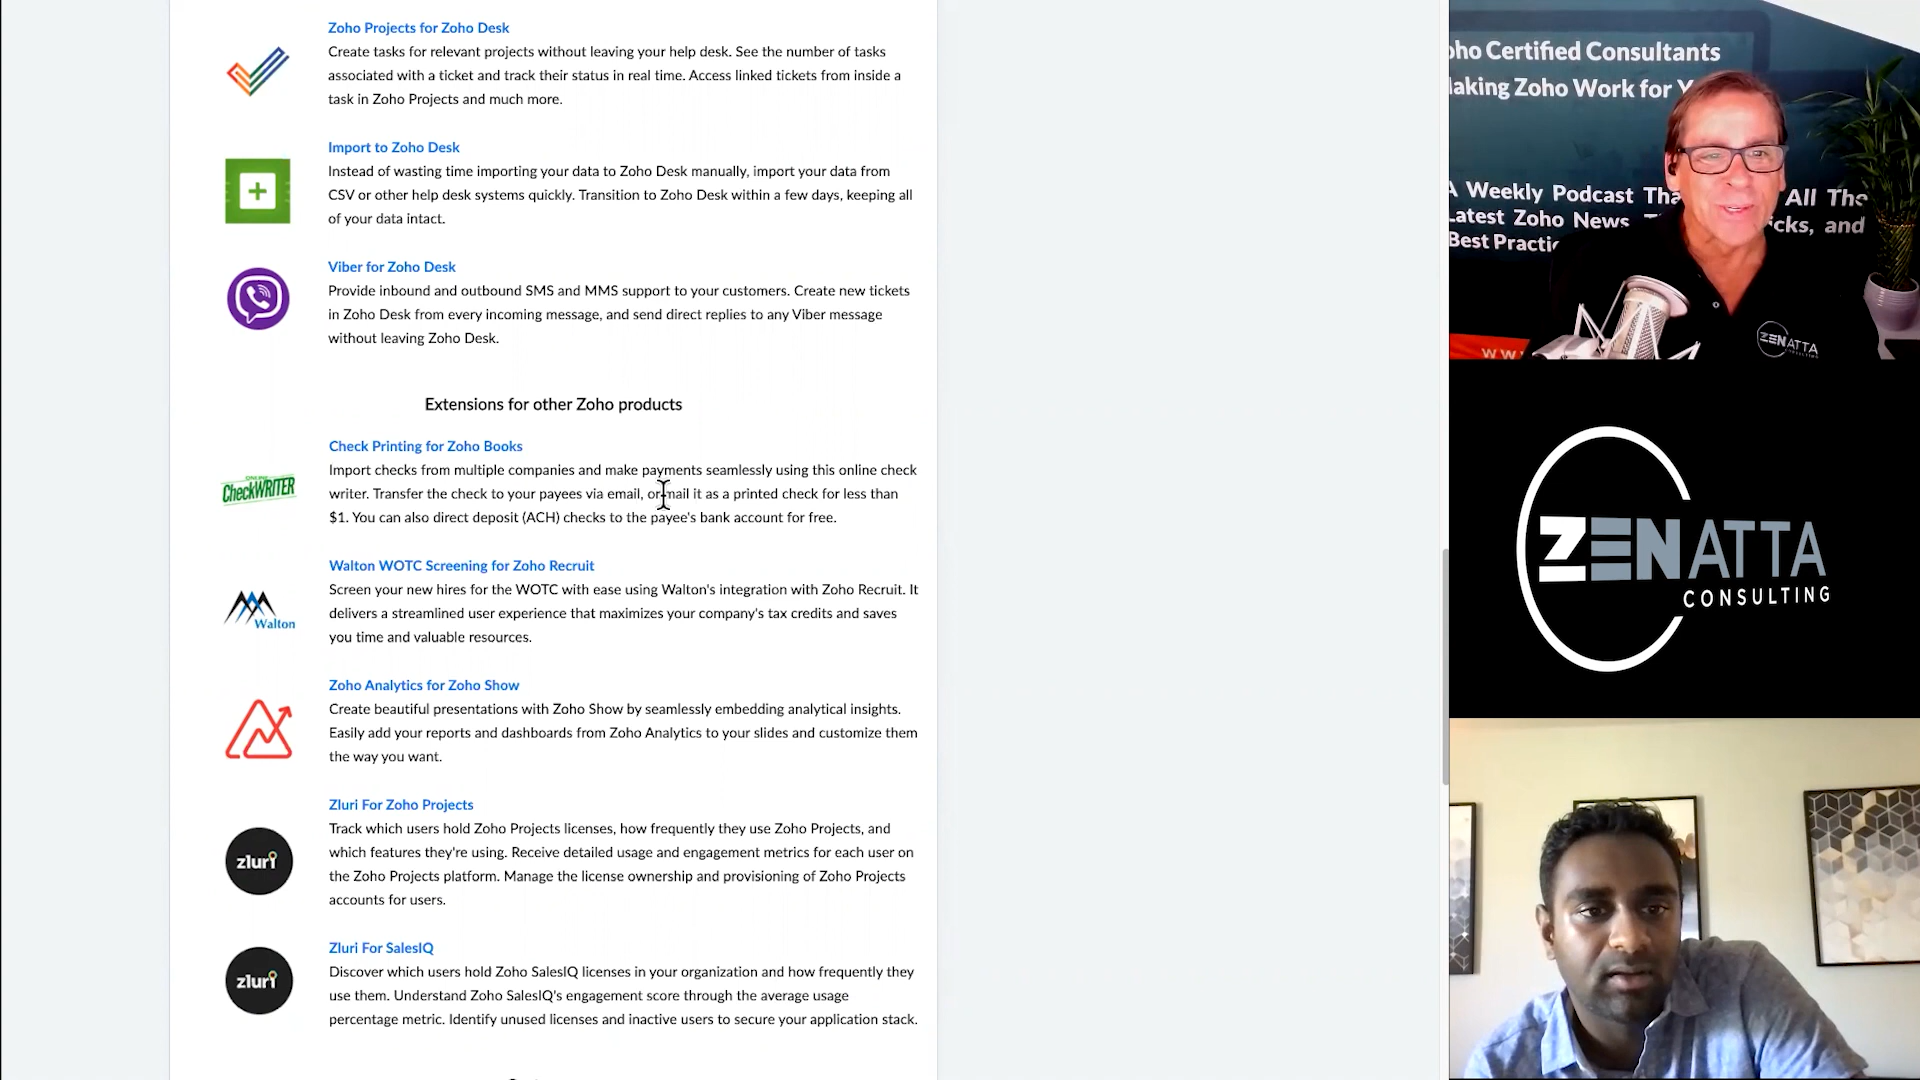 Zoho Projects for Zoho Desk
Create tasks for relevant projects without leaving your help desk. See the number of tasks
associated with a ticket and track their status in real time. Access linked tickets from inside a
task in Zoho Projects and much more.
Import to Zoho Desk
Instead of wasting time importing your data to Zoho Desk manually, import your data from
CSV or other help desk systems quickly. Transition to Zoho Desk within a few days, keeping all
of your data intact.
Viber for Zoho Desk
Provide inbound and outbound SMS and MMS support to your customers. Create new tickets
in Zoho Desk from every incoming message, and send direct replies to any Viber message
without leaving Zoho Desk.
Extensions for other Zoho products
Check Printing for Zoho Books
CheckWRITER
Import checks from multiple companies and make payments seamlessly using this online check
writer. Transfer the check to your payees via email, or mail it as a printed check for less than
$1. You can also direct deposit (ACH) checks to the payee's bank account for free.
Walton WOTC Screening for Zoho Recruit
Walton
Screen your new hires for the WOTC with ease using Walton's integration with Zoho Recruit. It
delivers a streamlined user experience that maximizes your company's tax credits and saves
you time and valuable resources.
Zoho Analytics for Zoho Show
Create beautiful presentations with Zoho Show by seamlessly embedding analytical insights.
Easily add your reports and dashboards from Zoho Analytics to your slides and customize them
the way you want.
Zluri For Zoho Projects
zluri
Track which users hold Zoho Projects licenses, how frequently they use Zoho Projects, and
which features they're using. Receive detailed usage and engagement metrics for each user on
the Zoho Projects platform. Manage the license ownership and provisioning of Zoho Projects
accounts for users.
Zluri For SalesIQ
zluri
Discover which users hold Zoho SalesIQ licenses in your organization and how frequently they
use them. Understand Zoho SalesIQ's engagement score through the average usage
percentage metric. Identify unused licenses and inactive users to secure your application stack.
oho Certified Consultants
aking Zoho Work for Y
A Weekly Podcast Tha All The
Latest Zoho News icks, and
Best Practic
WW
ZENATTA
ZENATTA
CONSULTING